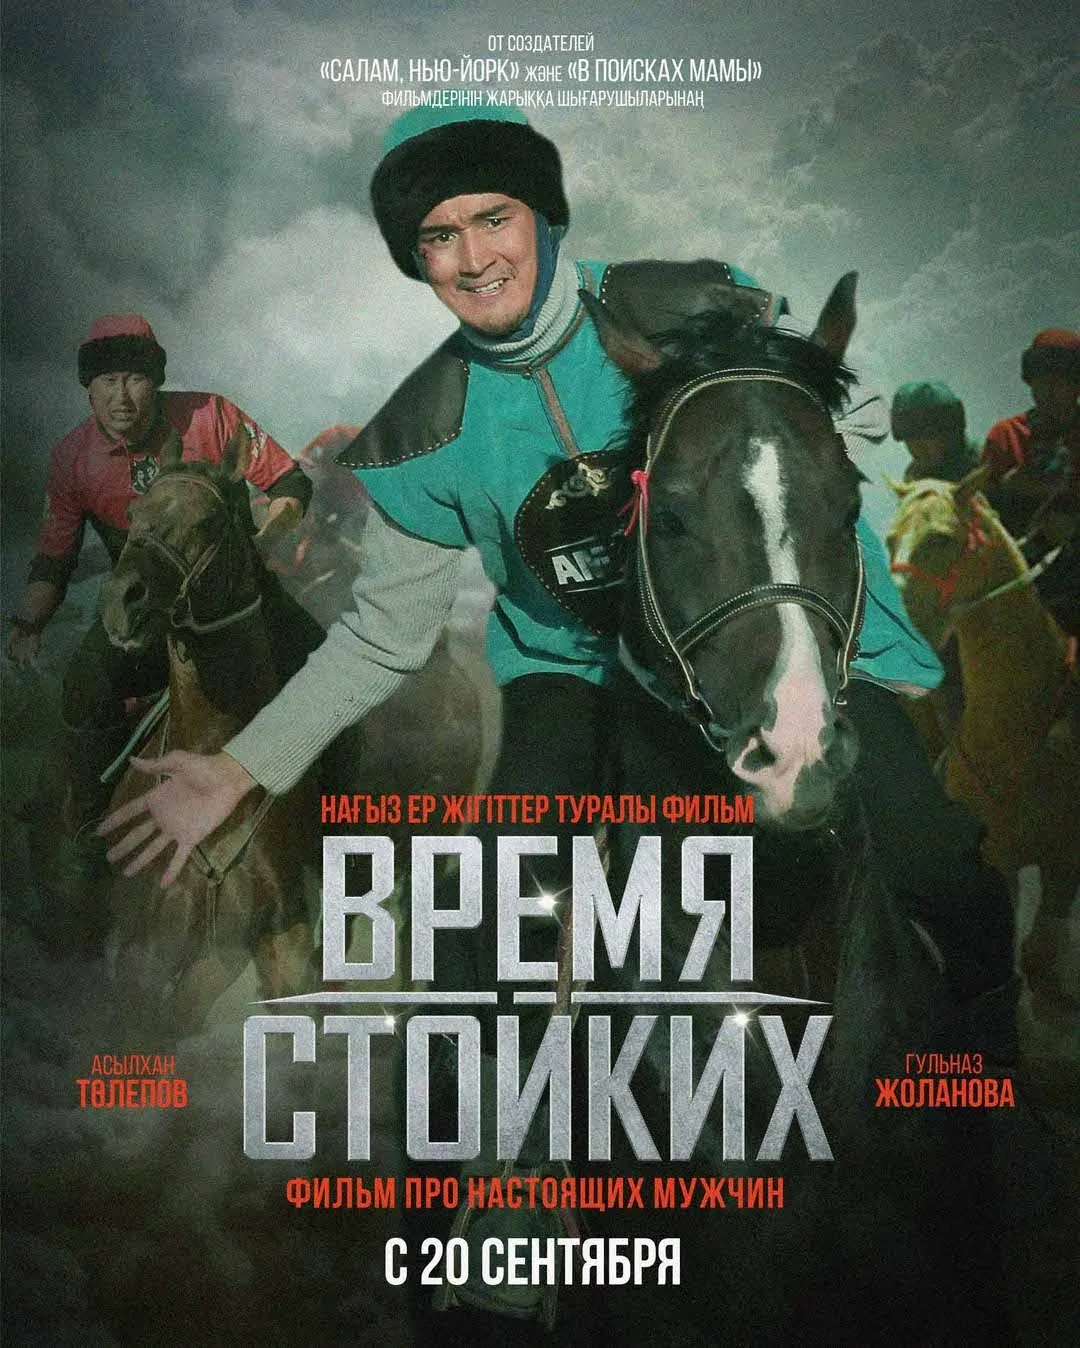 ОТ СОЗДАТЕЛЕЙ
«САЛАМ, НЬЮ-ЙОРК» ЖӘНЕ «В ПОИСКАХ МАМЫ»
ФИЛЬМДЕРІНІҢ ЖАРЫҚҚА ШЫҒАРУШЫЛАРЫНАН
НАҒЫЗ ЕР ЖІГІТТЕР ТУРАЛЫ ФИЛЬМ
ВРЕМЯ
СТОЙКИХ
АСЫЛХАН
ТӨЛЕПОВ
ГУЛЬНАЗ
ЖОЛАНОВА
ФИЛЬМ ПРО НАСТОЯЩИХ МУЖЧИН
С 20 СЕНТЯБРЯ